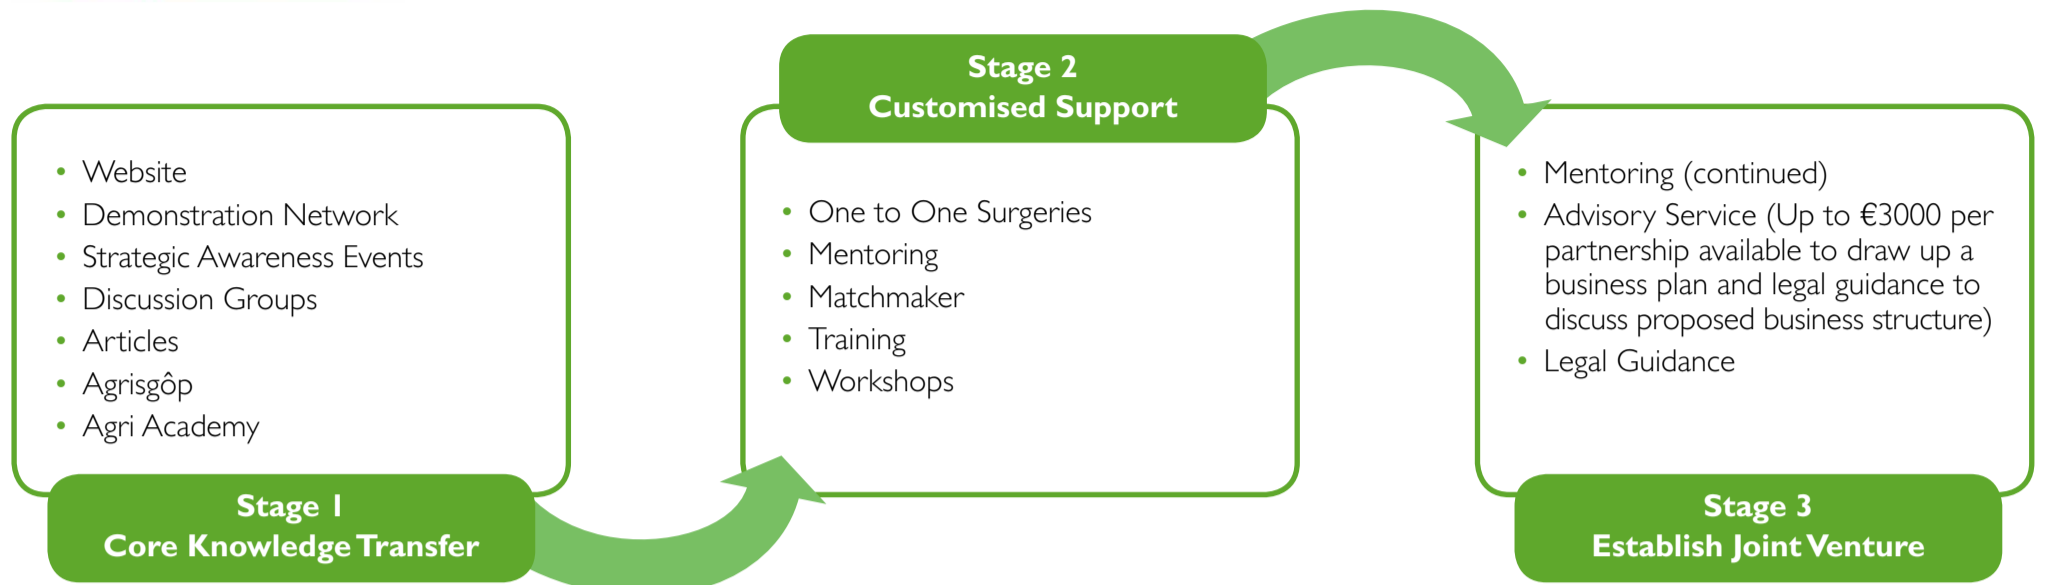 • Website
• Demonstration Network
• Strategic Awareness Events
• Discussion Groups
• Articles
• Agrisgôp
• Agri Academy
Stage 1
Core Knowledge Transfer
Stage 2
Customised Support
• One to One Surgeries
• Mentoring
• Matchmaker
• Training
• Workshops
• Mentoring (continued)
• Advisory Service (Up to €3000 per
partnership available to draw up a
business plan and legal guidance to
discuss proposed business structure)
• Legal Guidance
Stage 3
Establish Joint Venture